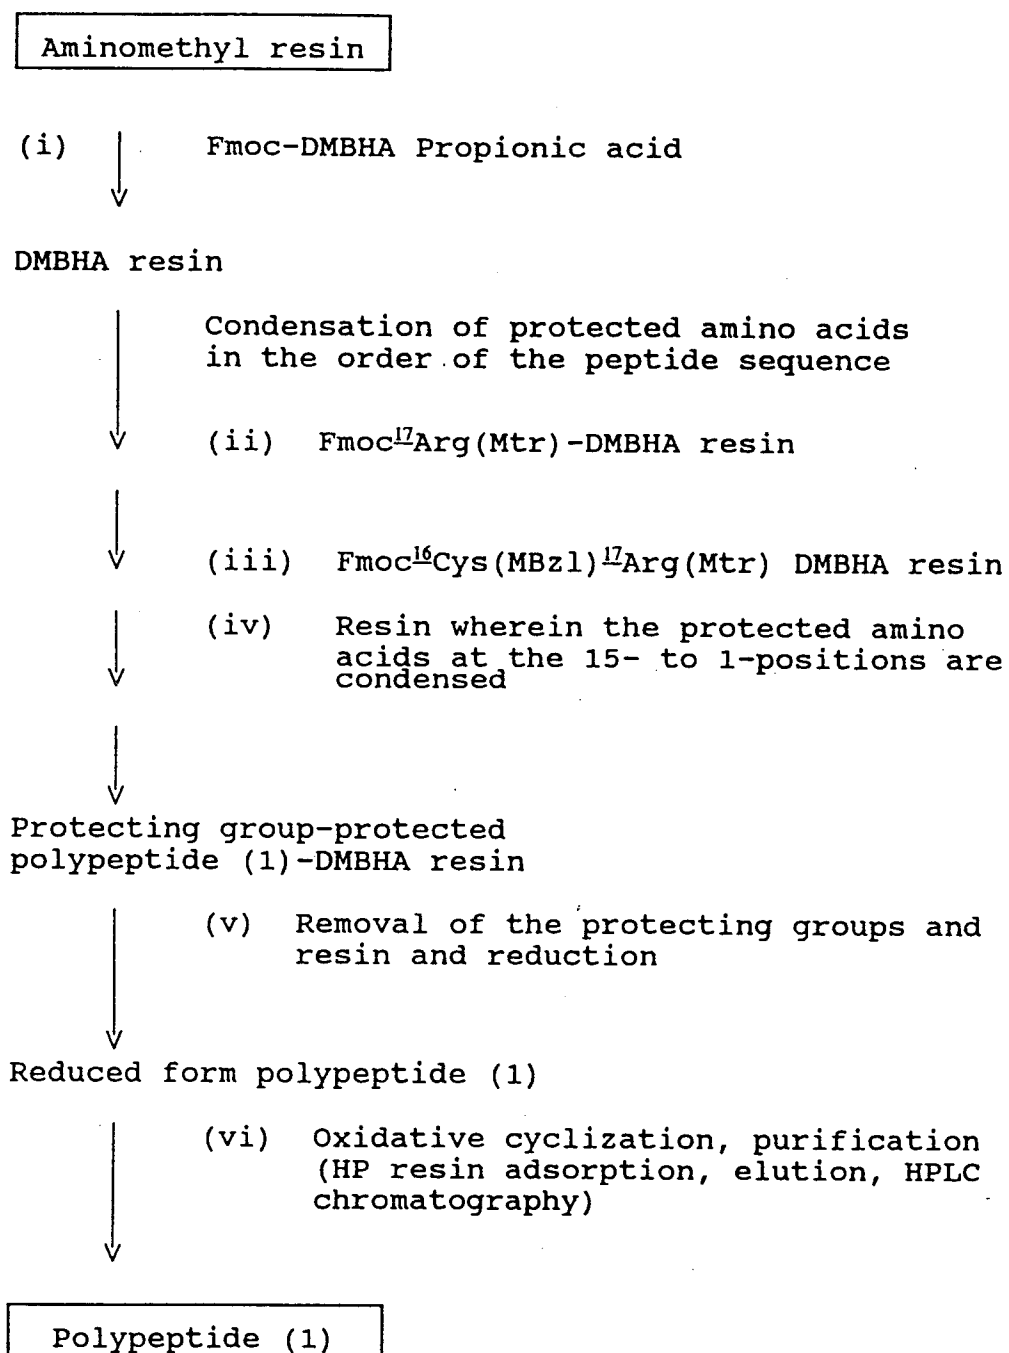 Aminomethyl resin
(i) Fmoc-DMBHA Propionic acid
DMBHA resin
Condensation of protected amino acids
in the order of the peptide sequence
(ii) Fmoc¹⁷Arg(Mtr)-DMBHA resin
(iii) Fmoc¹⁶Cys(MBzl)¹⁷Arg(Mtr) DMBHA resin
(iv) Resin wherein the protected amino
acids at the 15- to 1-positions are
condensed
Protecting group-protected
polypeptide (1)-DMBHA resin
(v) Removal of the protecting groups and
resin and reduction
Reduced form polypeptide (1)
(vi) Oxidative cyclization, purification
(HP resin adsorption, elution, HPLC
chromatography)
Polypeptide (1)